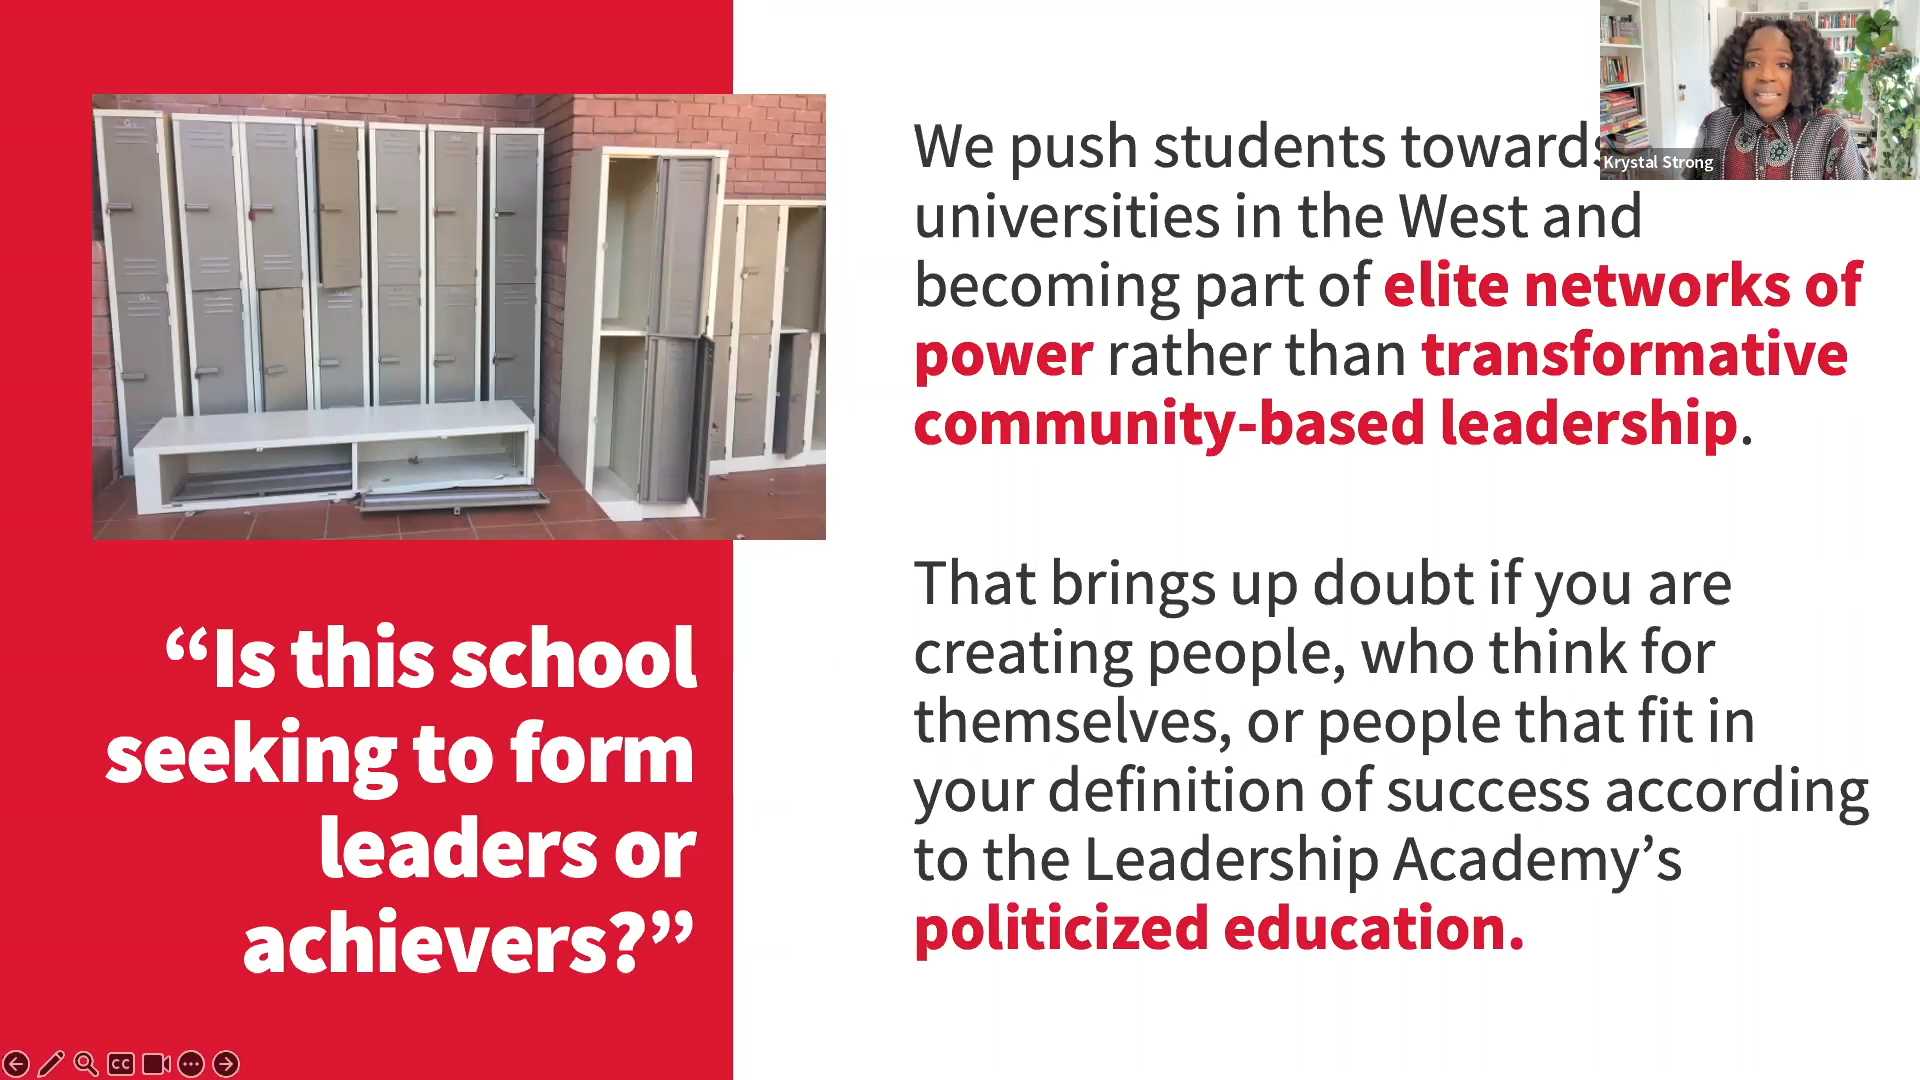 We push students towards
universities in the West and
becoming part of elite networks of
power rather than transformative
community-based leadership.
That brings up doubt if you are
creating people, who think for
themselves, or people that fit in
your definition of success according
to the Leadership Academy’s
politicized education.
“Is this school
seeking to form
leaders or
achievers?”
Krystal Strong
CC